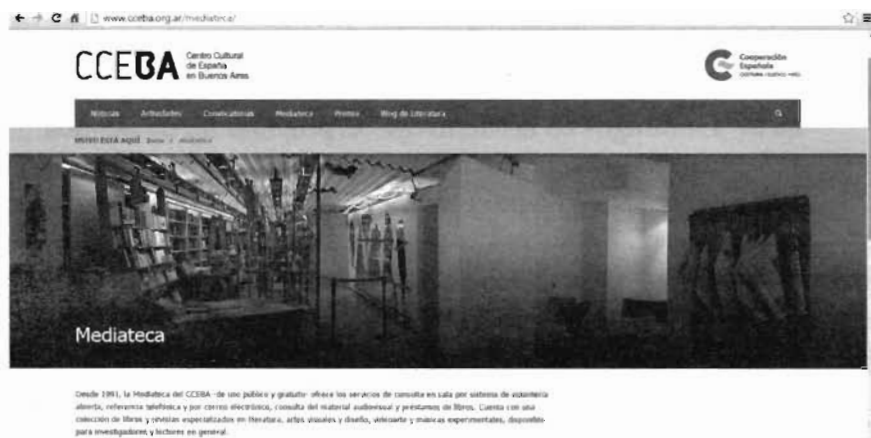 www.cceba.org.ar/mediateca/
CCEBA Centro Cultural
de España
en Buenos Aires
Cooperación
Española
Noticias Actividades Convocatorias Mediateca Prensa Blog de Literatura
ESTA AQUÍ
Mediateca
Desde 1991, la Mediateca del CCEBA -de uso público y gratuito- ofrece los servicios de consulta en sala por sistema de estantería
abierta, referencia telefónica y por correo electrónico, consulta del material audiovisual y préstamos de libros. Cuenta con una
colección de libros y revistas especializados en literatura, artes visuales y diseño, videoarte y músicas experimentales, disponibles
para investigadores y lectores en general.